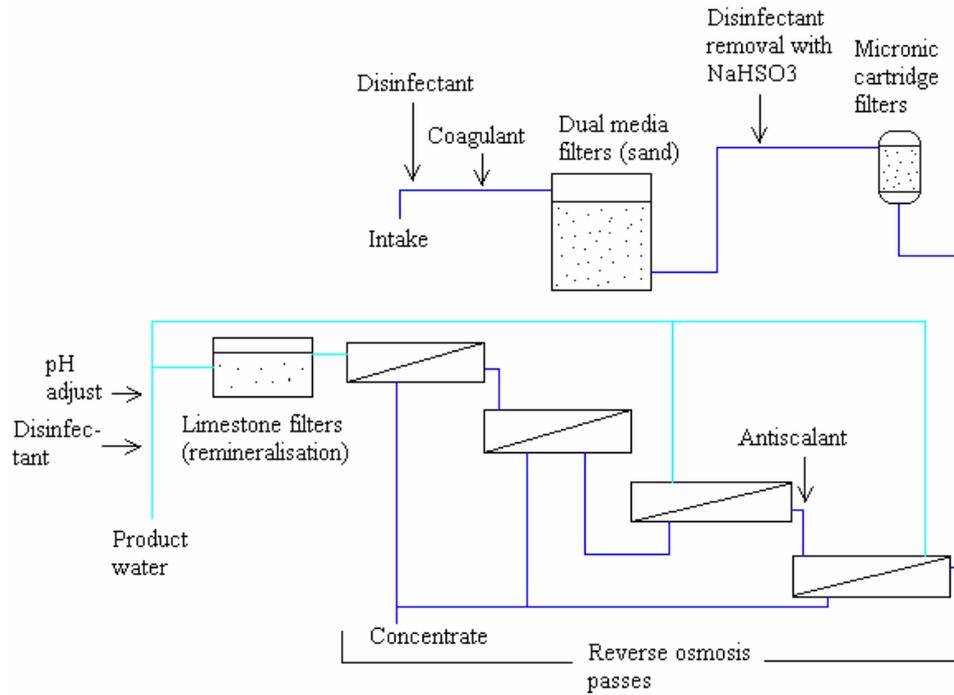 Disinfectant
removal with
NaHSO3
Micronic
cartridge
filters
Disinfectant
Coagulant
Dual media
filters (sand)
Intake
pH
adjust
Disinfec-
tant
Limestone filters
(remineralisation)
Antiscalant
Product
water
Concentrate
Reverse osmosis
passes